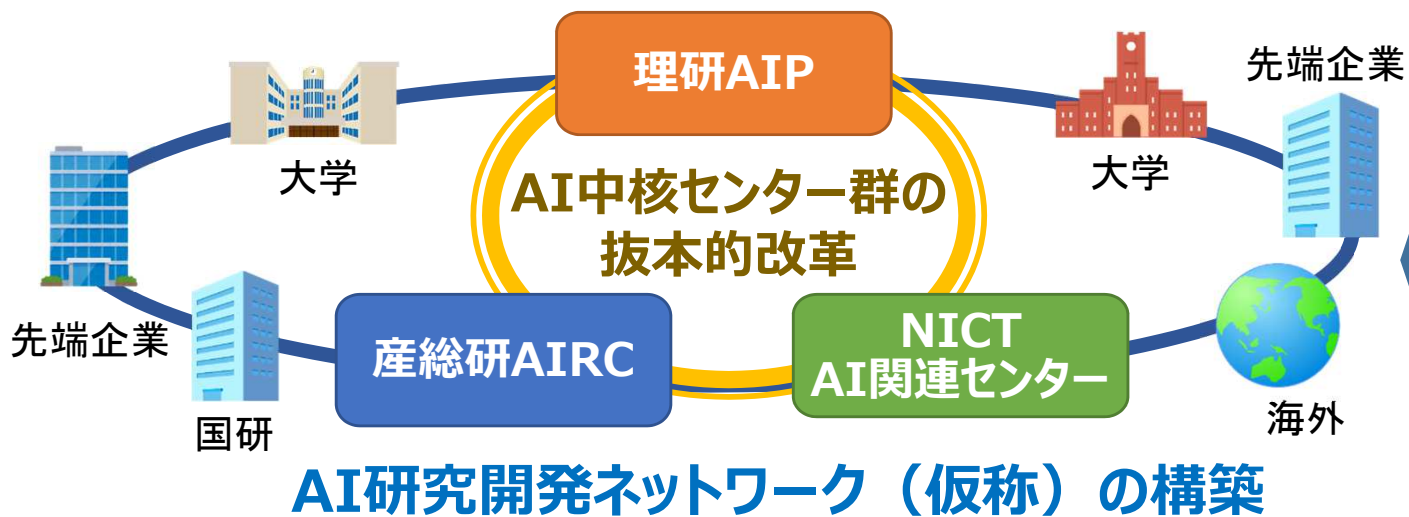 理研AIP
先端企業
大学
大学
AI中核センター群の
抜本的改革
先端企業
産総研AIRC
NICT
AI関連センター
国研
海外
AI研究開発ネットワーク（仮称）の構築